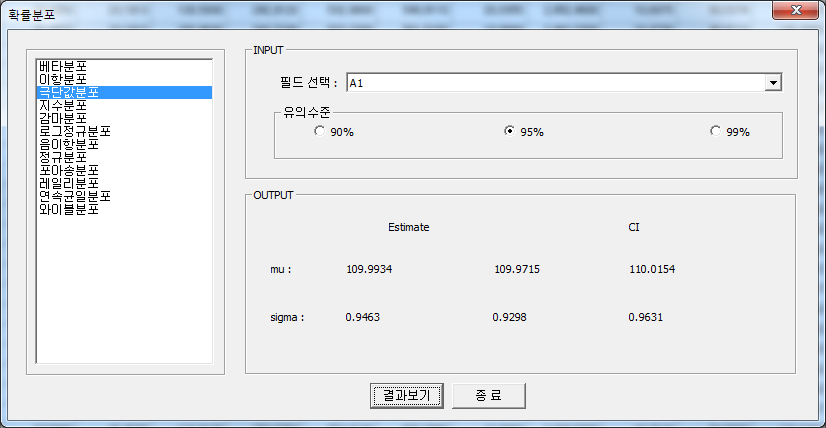 확률분포
베타분포
이항분포
극단값분포
지수분포
감마분포
로그정규분포
음이항분포
정규분포
포아송분포
레일리분포
연속균일분포
와이블분포
INPUT
필드 선택 : A1
유의수준
90% 95% 99%
OUTPUT
Estimate CI
mu : 109.9934 109.9715 110.0154
sigma : 0.9463 0.9298 0.9631
결과보기 종 료